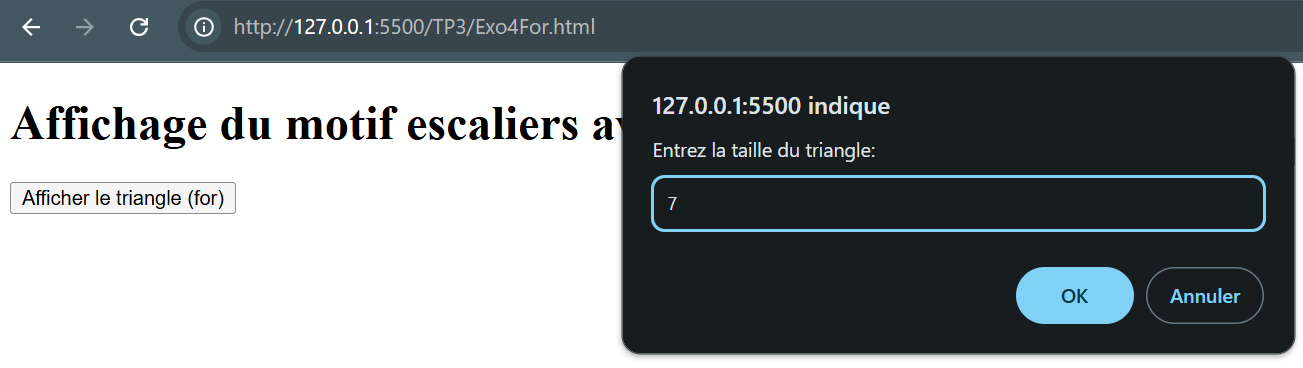 http://127.0.0.1:5500/TP3/Exo4For.html
Affichage du motif escaliers
Afficher le triangle (for)
127.0.0.1:5500 indique
Entrez la taille du triangle:
7
OK
Annuler